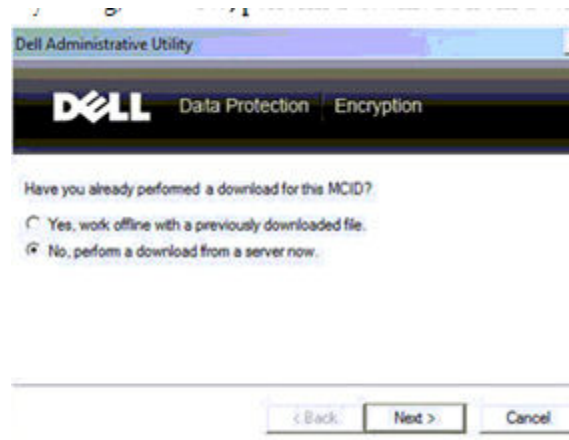 Dell Administrative Utility
DELL Data Protection Encryption
Have you already performed a download for this MCID?
Yes, work offline with a previously downloaded file.
No, perform a download from a server now.
< Back Next > Cancel